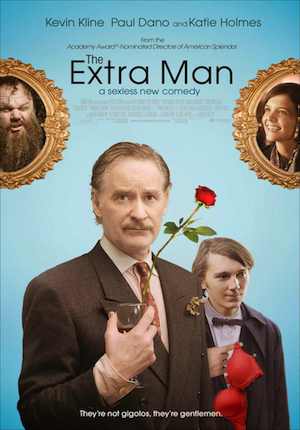 Kevin Kline Paul Dano and Katie Holmes
From the
Academy Award®-Nominated Directors of American Splendor
The
Extra Man
a sexless new comedy
They're not gigolos, they're gentlemen.